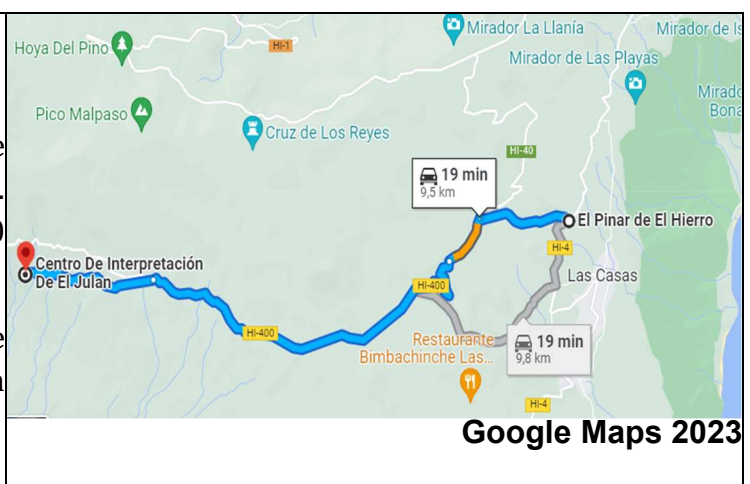 Mirador La Llanía
Mirador de Is
Hoya Del Pino
HI-1
Mirador de Las Playas
Mirado
Bona
Pico Malpaso
Cruz de Los Reyes
HI-40
19 min
9,5 km
El Pinar de El Hierro
HI-4
Centro De Interpretación
De El Julan
Las Casas
HI-400
HI-400
Restaurante
Bimbachinche Las...
19 min
9,8 km
HI-4
Google Maps 2023